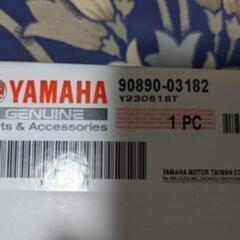 YAMAHA
GENUINE
Parts & Accessories
90890-03182
Y230818T
1 PC
YAMAHA MOTOR TAIWAN CO